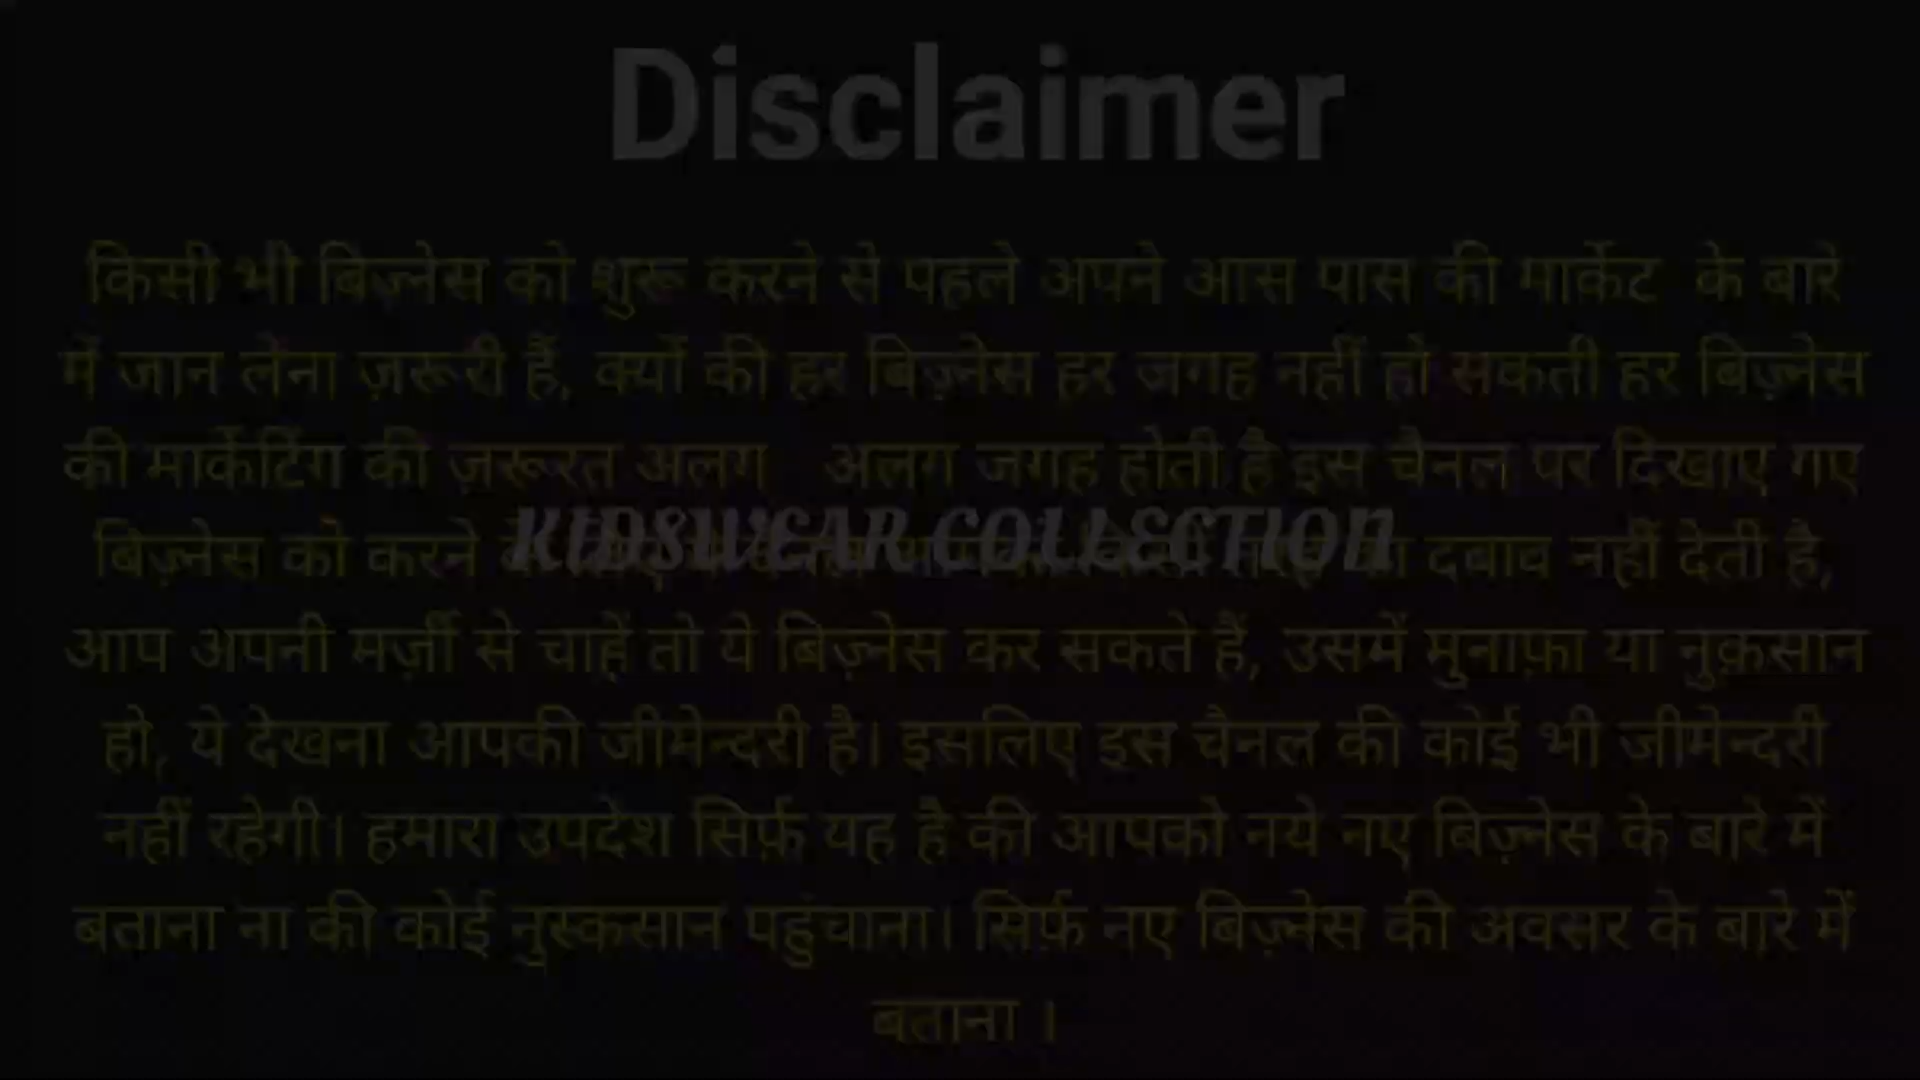 Disclaimer
किसी भी बिज़्नेस को शुरू करने से पहले अपने आस पास की मार्केट के बारे
में जान लेना ज़रूरी हैं, क्यों की हर बिज़्नेस हर जगह नहीं हो सकती हर बिज़्नेस
की मार्केटिंग की ज़रूरत अलग अलग जगह होती है इस चैनल पर दिखाए गए
बिज़्नेस को करने दबाव नहीं देती है,
KIDSWEAR COLLECTION
आप अपनी मर्ज़ी से चाहें तो ये बिज़्नेस कर सकते हैं, उसमें मुनाफ़ा या नुक़सान
हो, ये देखना आपकी जीमेन्दरी है। इसलिए इस चैनल की कोई भी जीमेन्दरी
नहीं रहेगी। हमारा उपदेश सिर्फ़ यह है की आपको नये नए बिज़्नेस के बारे में
बताना ना की कोई नुस्कसान पहुंचाना। सिर्फ़ नए बिज़्नेस की अवसर के बारे में
बताना ।